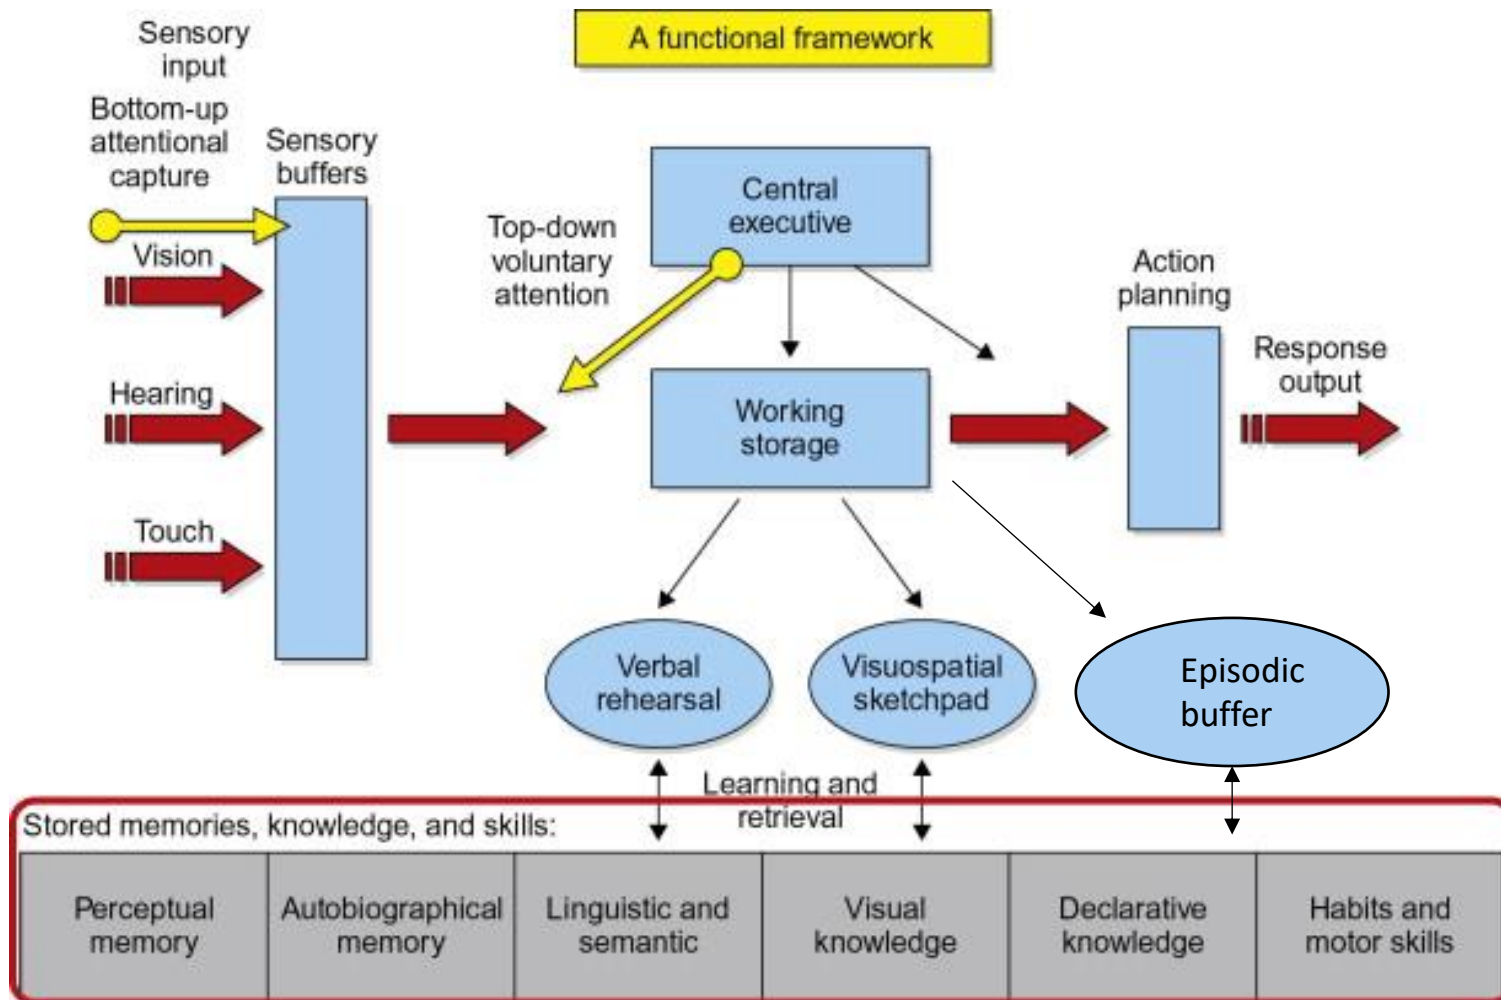 Sensory
input
A functional framework
Bottom-up
attentional
capture
Sensory
buffers
Vision
Hearing
Touch
Top-down
voluntary
attention
Central
executive
Working
storage
Action
planning
Response
output
Verbal
rehearsal
Visuospatial
sketchpad
Episodic
buffer
Learning and
retrieval
Stored memories, knowledge, and skills:
Perceptual
memory
Autobiographical
memory
Linguistic and
semantic
Visual
knowledge
Declarative
knowledge
Habits and
motor skills